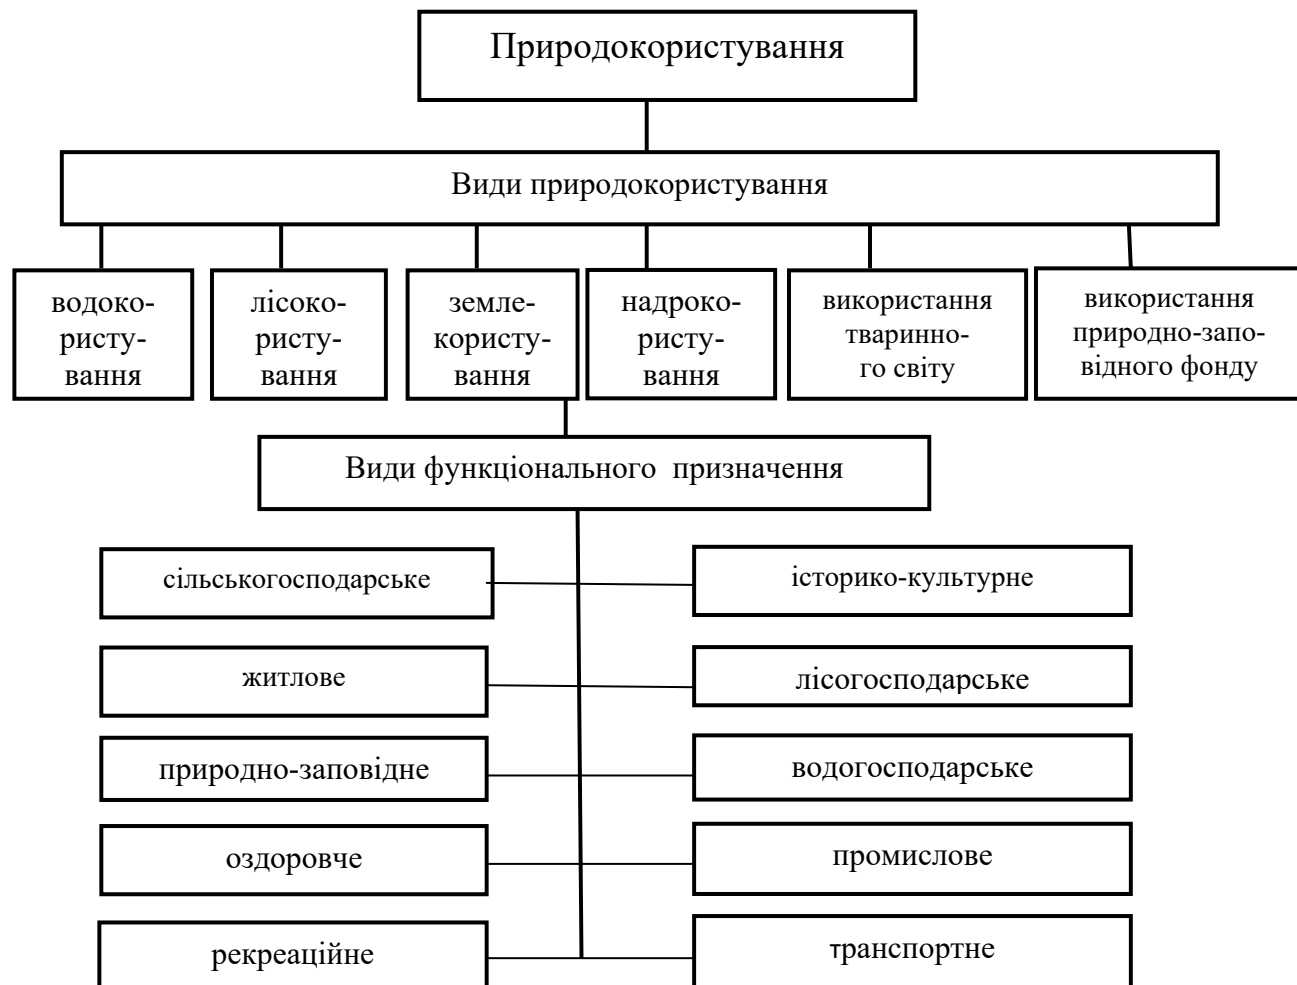 Природокористування
Види природокористування
водоко-
ристу-
вання
лісоко-
ристу-
вання
земле-
користу-
вання
надроко-
ристу-
вання
використання
тваринно-
го світу
використання
природно-запо-
відного фонду
Види функціонального призначення
сільськогосподарське
історико-культурне
житлове
лісогосподарське
природно-заповідне
водогосподарське
оздоровче
промислове
рекреаційне
транспортне